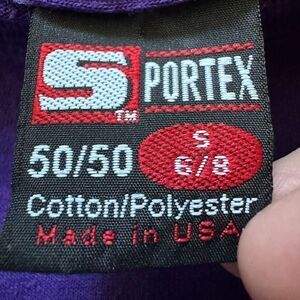 SPORTEX
TM
50/50
S
6/8
Cotton/Polyester
Made in USA